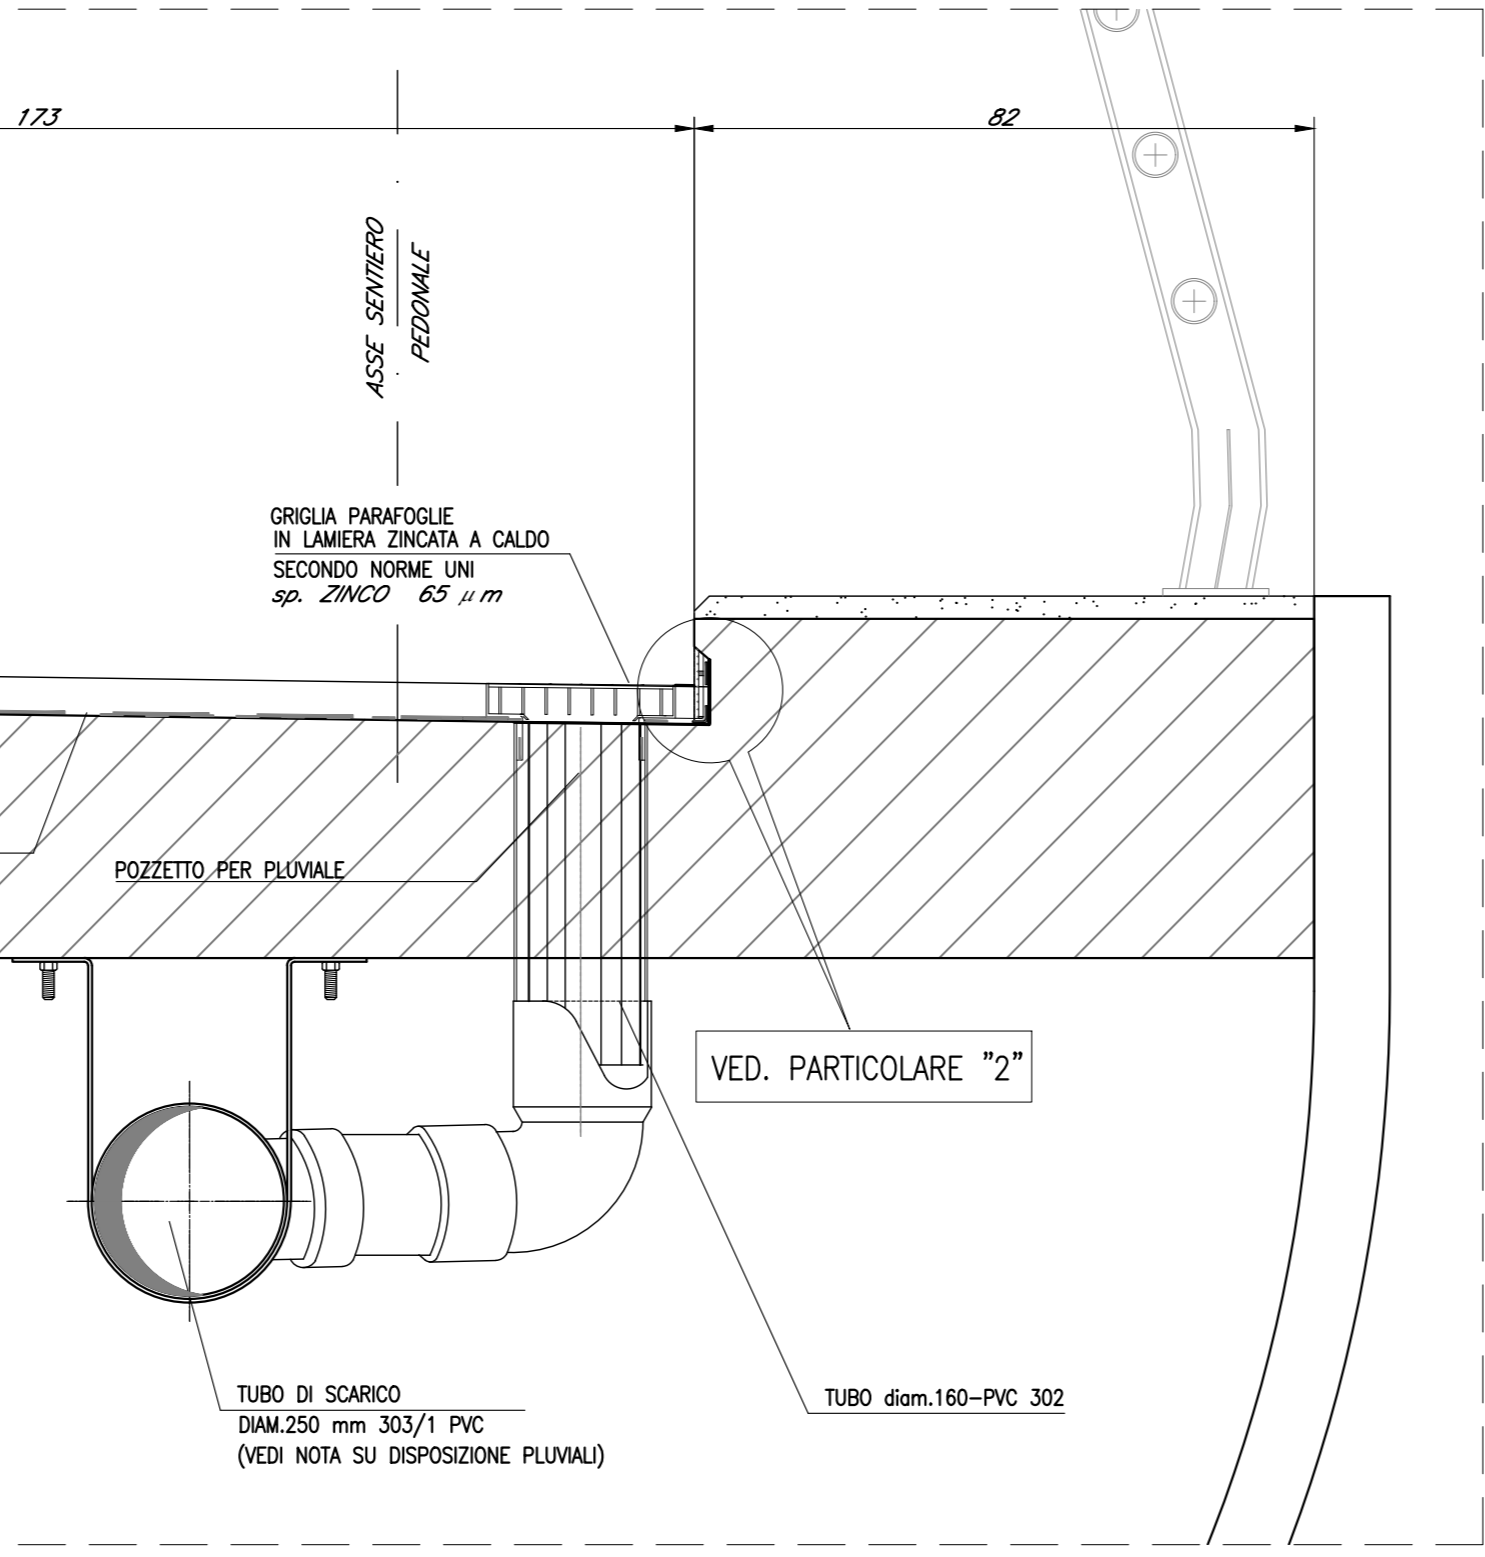 173
82
ASSE SENTIERO
PEDONALE
GRIGLIA PARAFOGLIE
IN LAMIERA ZINCATA A CALDO
SECONDO NORME UNI
sp. ZINCO 65 μm
POZZETTO PER PLUVIALE
VED. PARTICOLARE ”2”
TUBO DI SCARICO
DIAM.250 mm 303/1 PVC
(VEDI NOTA SU DISPOSIZIONE PLUVIALI)
TUBO diam.160-PVC 302